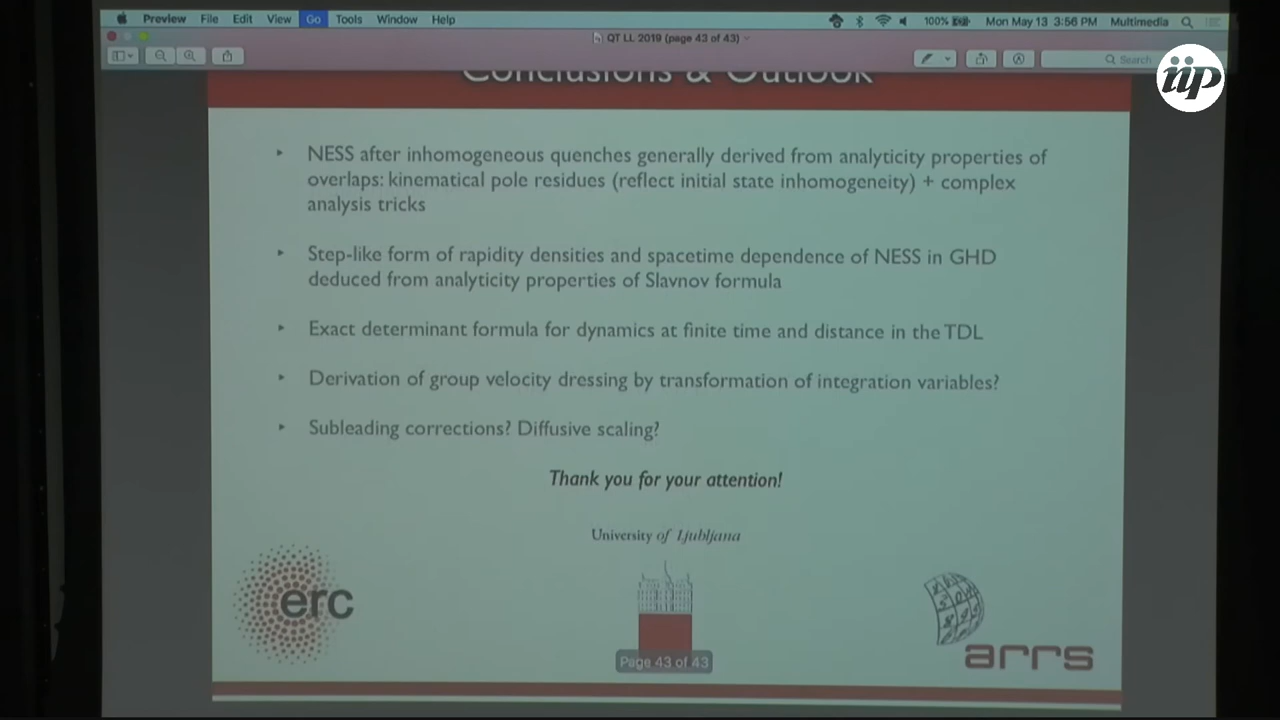 Preview File Edit View Go Tools Window Help 100% Mon May 13 3:56 PM Multimedia
QT LL 2019 (page 43 of 43)
Search
iip
Conclusions & Outlook
NESS after inhomogeneous quenches generally derived from analyticity properties of
overlaps: kinematical pole residues (reflect initial state inhomogeneity) + complex
analysis tricks
Step-like form of rapidity densities and spacetime dependence of NESS in GHD
deduced from analyticity properties of Slavnov formula
Exact determinant formula for dynamics at finite time and distance in the TDL
Derivation of group velocity dressing by transformation of integration variables?
Subleading corrections? Diffusive scaling?
Thank you for your attention!
University of Ljubljana
erc
arrs
Page 43 of 43